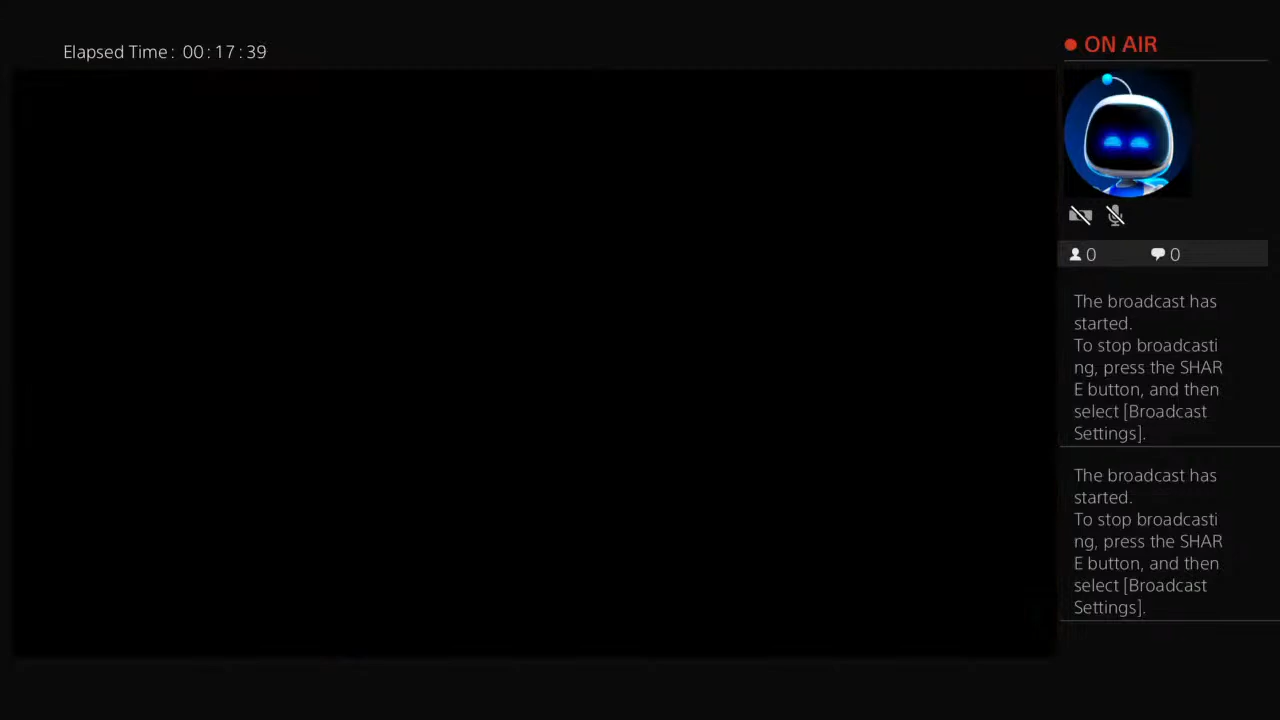 Elapsed Time: 00:17:39
ON AIR
0 0
The broadcast has
started.
To stop broadcasti
ng, press the SHAR
E button, and then
select [Broadcast
Settings].
The broadcast has
started.
To stop broadcasti
ng, press the SHAR
E button, and then
select [Broadcast
Settings].